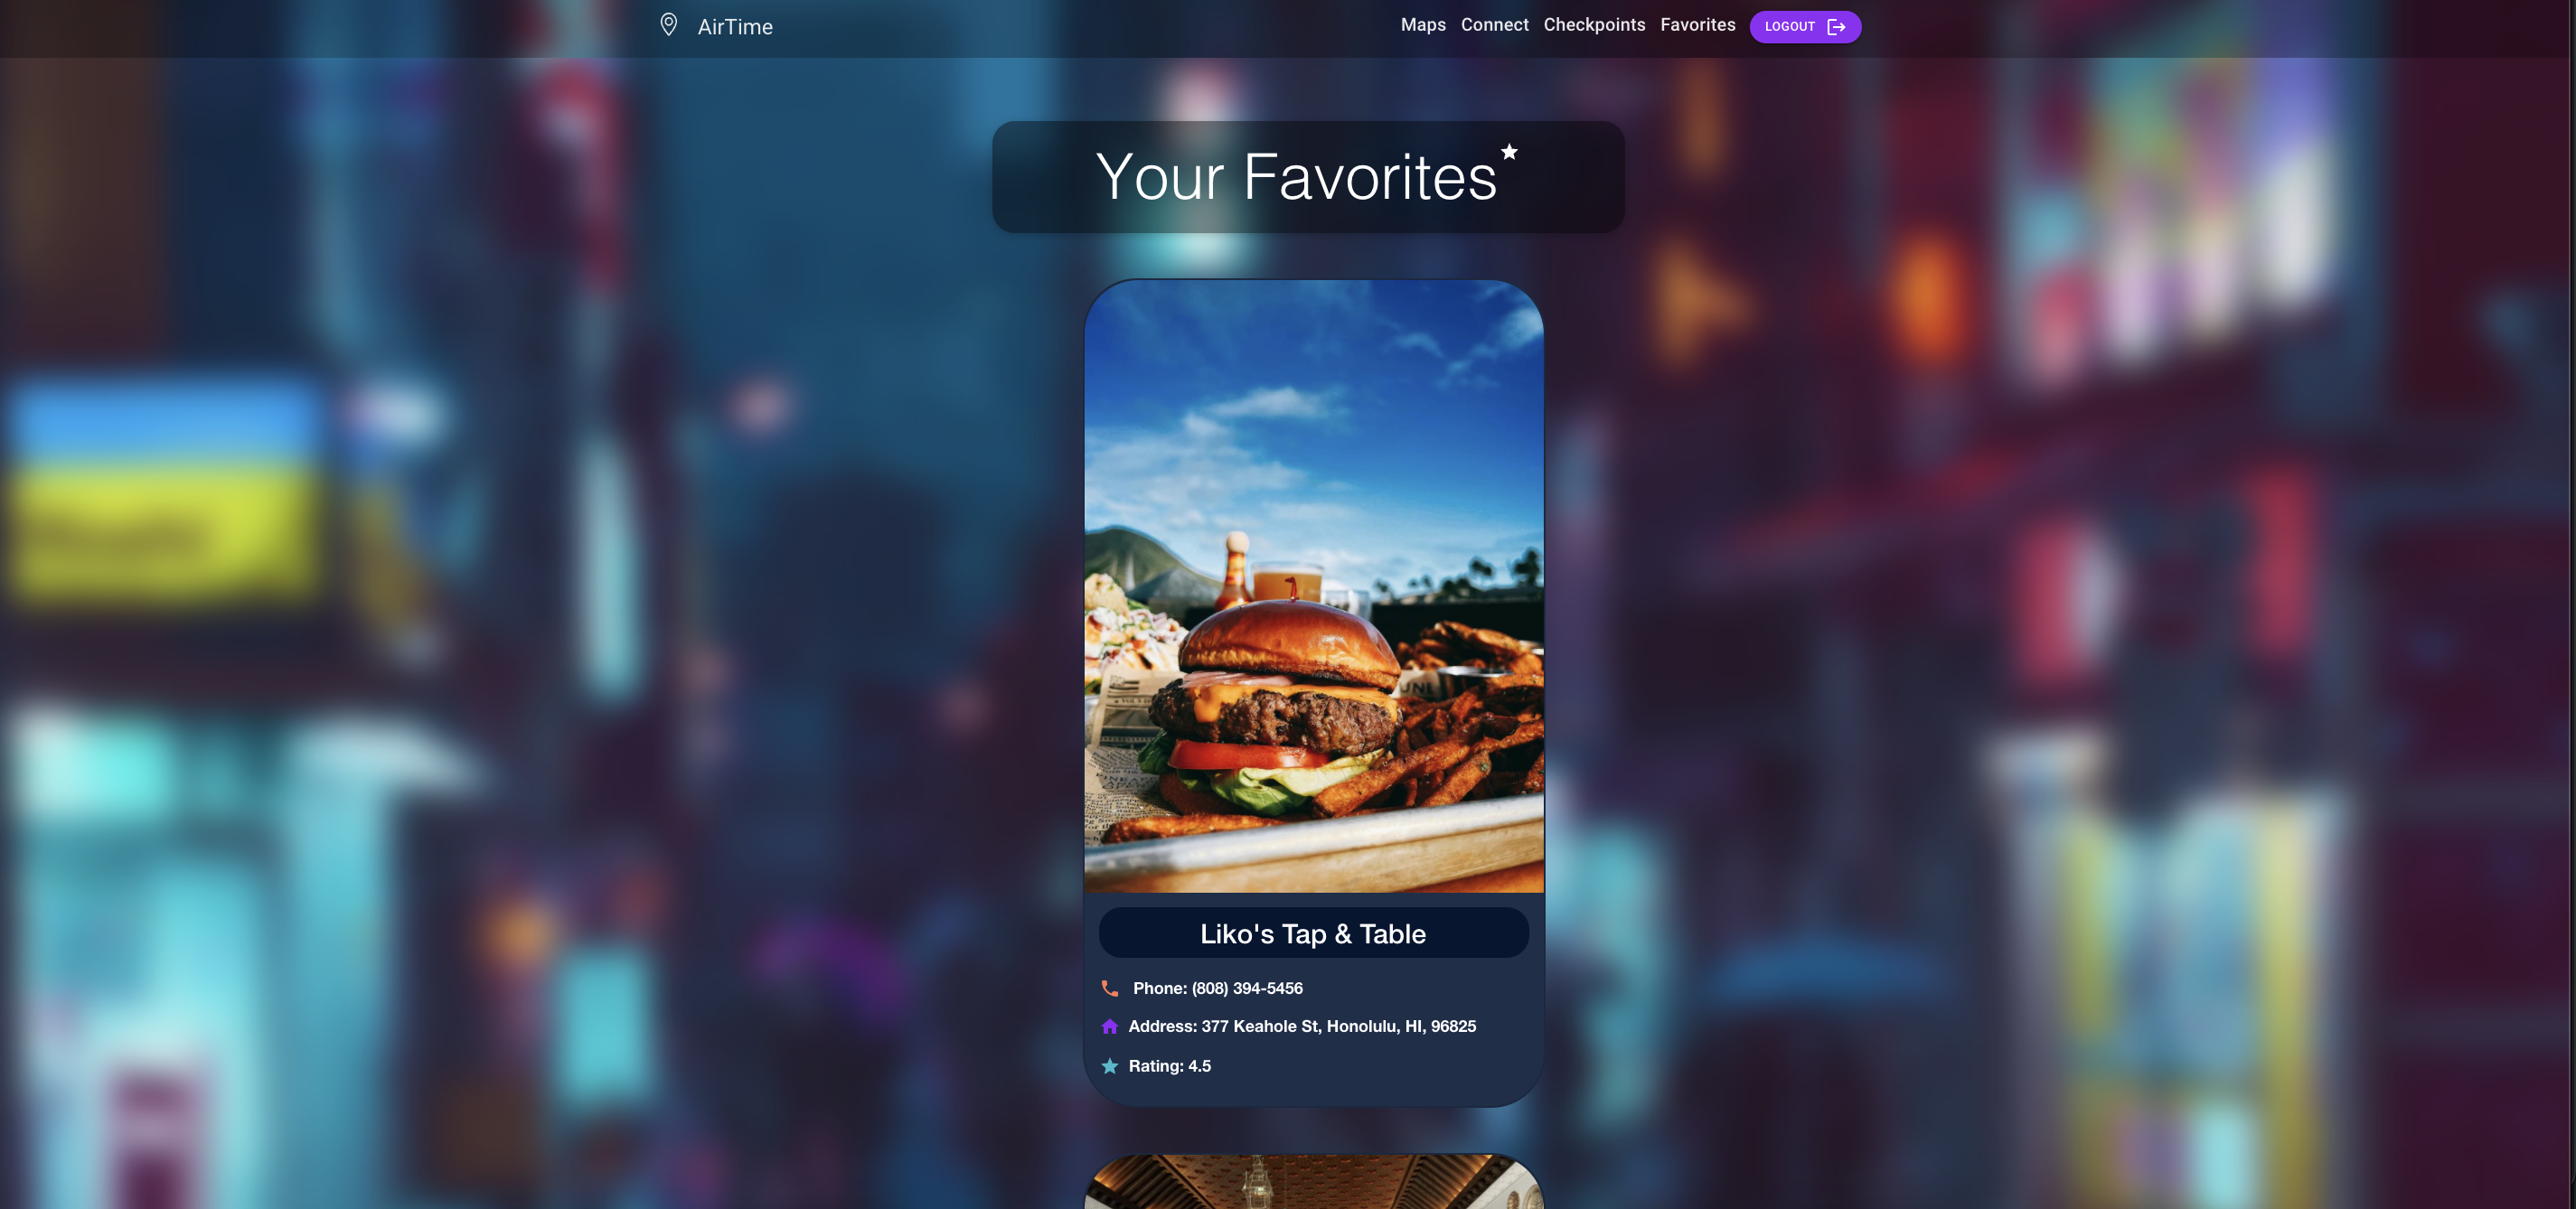 AirTime
Maps Connect Checkpoints Favorites LOGOUT
Your Favorites
Liko's Tap & Table
Phone: (808) 394-5456
Address: 377 Keahole St, Honolulu, HI, 96825
Rating: 4.5